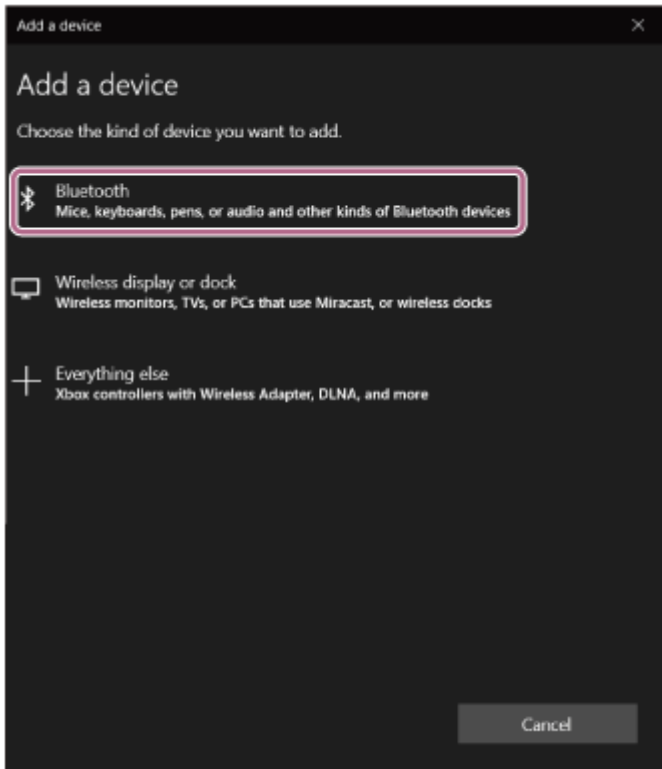 Add a device
Add a device
Choose the kind of device you want to add.
Bluetooth
Mice, keyboards, pens, or audio and other kinds of Bluetooth devices
Wireless display or dock
Wireless monitors, TVs, or PCs that use Miracast, or wireless docks
Everything else
Xbox controllers with Wireless Adapter, DLNA, and more
Cancel